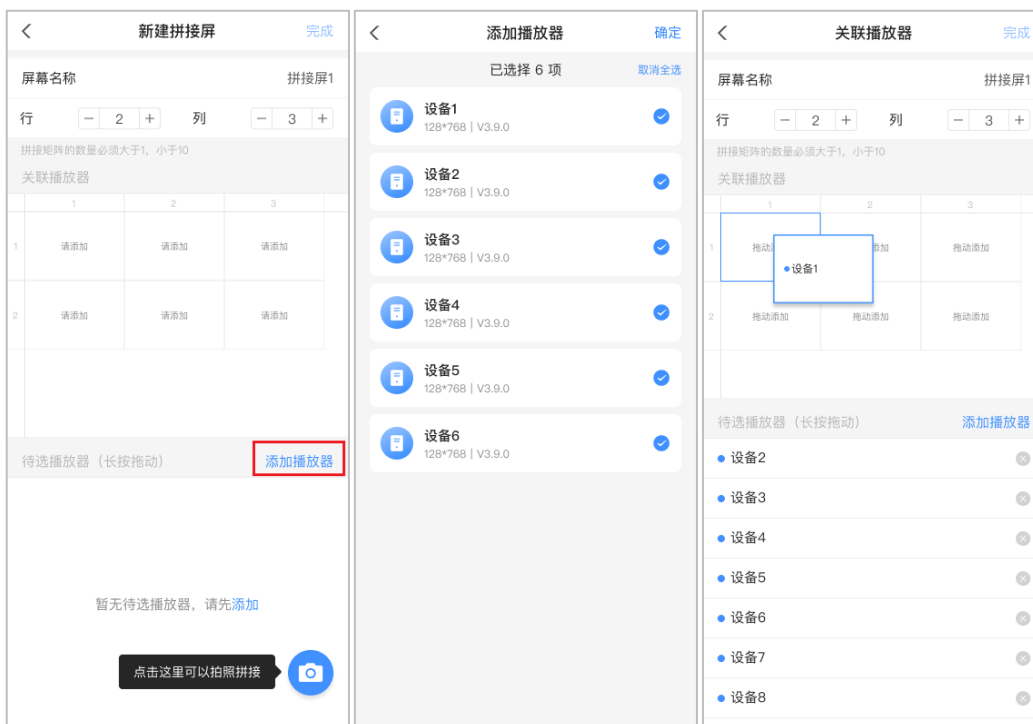 新建拼接屏 完成
屏幕名称 拼接屏1
行 − 2 + 列 − 3 +
拼接矩阵的数量必须大于1，小于10
关联播放器
1 2 3
1 请添加 请添加 请添加
2 请添加 请添加 请添加
待选播放器（长按拖动） 添加播放器
暂无待选播放器，请先添加
点击这里可以拍照拼接
添加播放器 确定
已选择 6 项 取消全选
设备1
128*768 | V3.9.0
设备2
128*768 | V3.9.0
设备3
128*768 | V3.9.0
设备4
128*768 | V3.9.0
设备5
128*768 | V3.9.0
设备6
128*768 | V3.9.0
关联播放器 完成
屏幕名称 拼接屏1
行 − 2 + 列 − 3 +
拼接矩阵的数量必须大于1，小于10
关联播放器
1 2 3
1 拖动 添加 拖动添加
设备1
2 拖动添加 拖动添加 拖动添加
待选播放器（长按拖动） 添加播放器
设备2
设备3
设备4
设备5
设备6
设备7
设备8